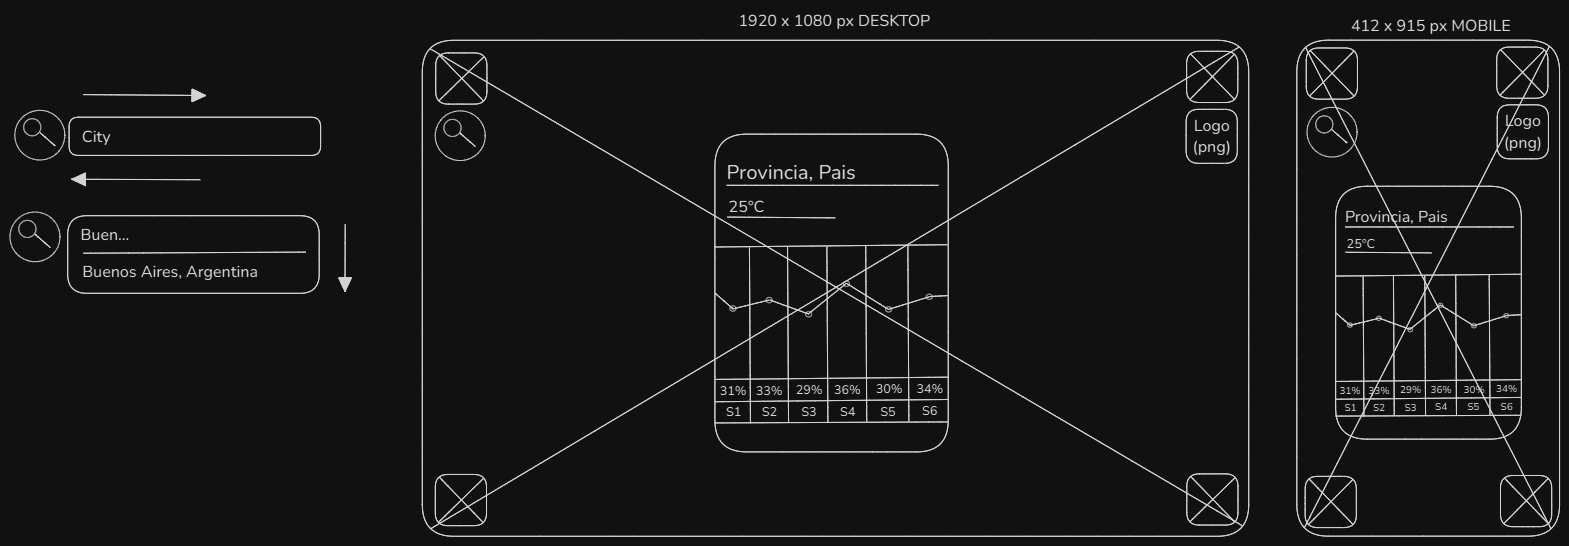 1920 x 1080 px DESKTOP
412 x 915 px MOBILE
City
Buen...
Buenos Aires, Argentina
Logo
(png)
Provincia, Pais
25°C
31% 33% 29% 36% 30% 34%
S1 S2 S3 S4 S5 S6
Logo
(png)
Provincia, Pais
25°C
31% 33% 29% 36% 30% 34%
S1 S2 S3 S4 S5 S6